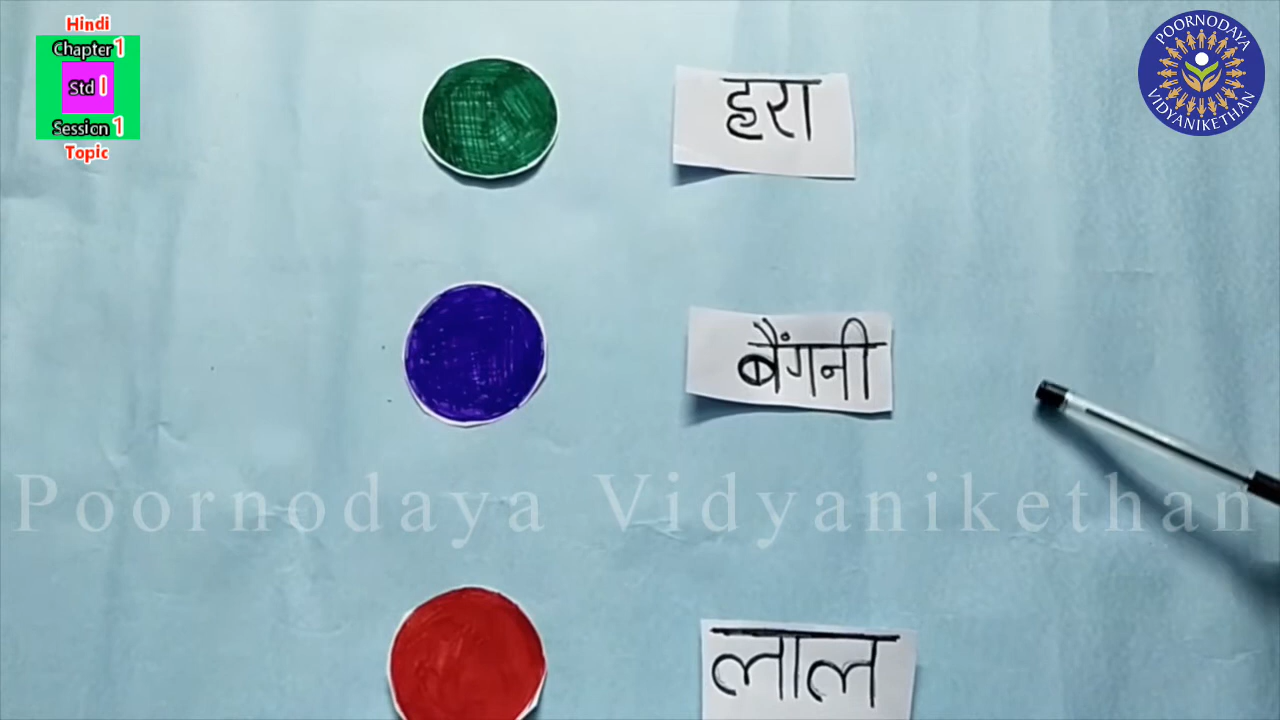 Hindi
Chapter 1
Std I
Session 1
Topic
POORNODAYA
VIDYANIKETHAN
हरा
बैंगनी
Poornodaya Vidyanikethan
लाल